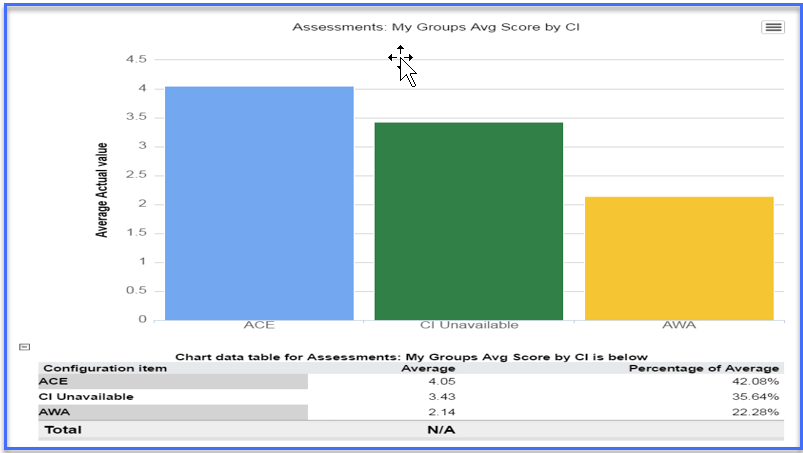 Assessments: My Groups Avg Score by CI
4.5
4
3.5
3
2.5
2
1.5
1
0.5
0
Average Actual value
ACE CI Unavailable AWA
Chart data table for Assessments: My Groups Avg Score by CI is below
Configuration item Average Percentage of Average
ACE 4.05 42.08%
CI Unavailable 3.43 35.64%
AWA 2.14 22.28%
Total N/A